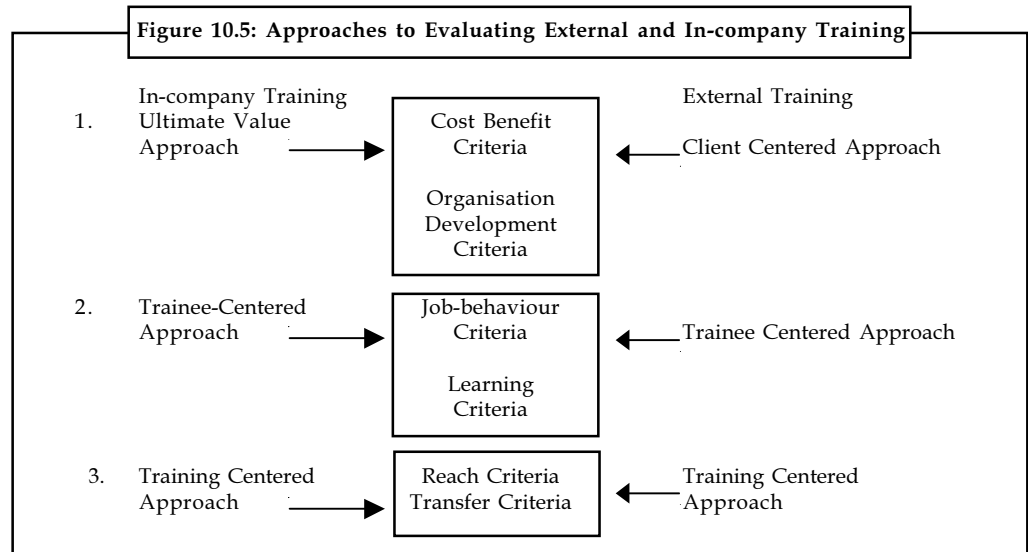 Figure 10.5: Approaches to Evaluating External and In-company Training
In-company Training
External Training
1. Ultimate Value
Approach
Cost Benefit
Criteria
Organisation
Development
Criteria
Client Centered Approach
2. Trainee-Centered
Approach
Job-behaviour
Criteria
Learning
Criteria
Trainee Centered Approach
3. Training Centered
Approach
Reach Criteria
Transfer Criteria
Training Centered
Approach